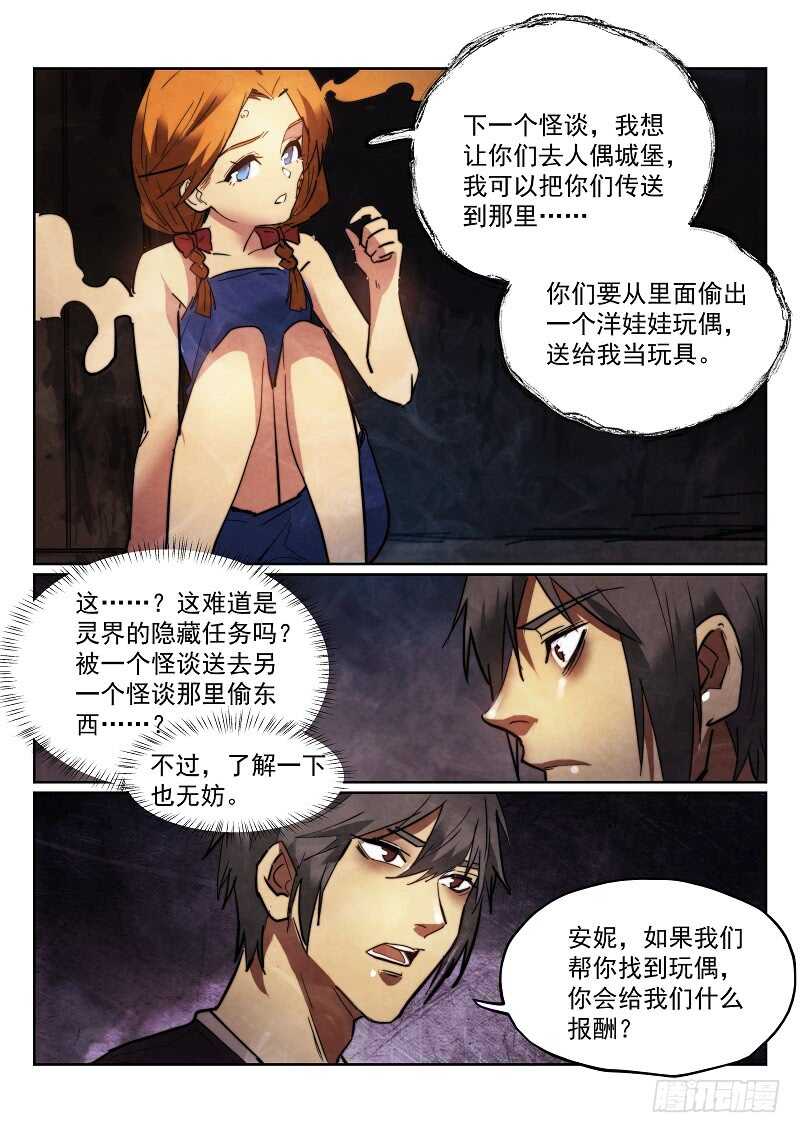 下一个怪谈，我想
让你们去人偶城堡，
我可以把你们传送
到那里……
你们要从里面偷出
一个洋娃娃玩偶，
送给我当玩具。
这……？这难道是
灵界的隐藏任务吗？
被一个怪谈送去另
一个怪谈那里偷东
西……？
不过，了解一下
也无妨。
安妮，如果我们
帮你找到玩偶，
你会给我们什么
报酬？
腾讯动漫